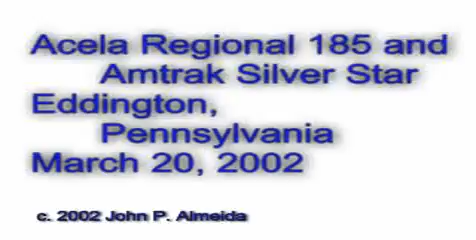 Acela Regional 185 and
Amtrak Silver Star
Eddington,
Pennsylvania
March 20, 2002
c. 2002 John P. Almeida